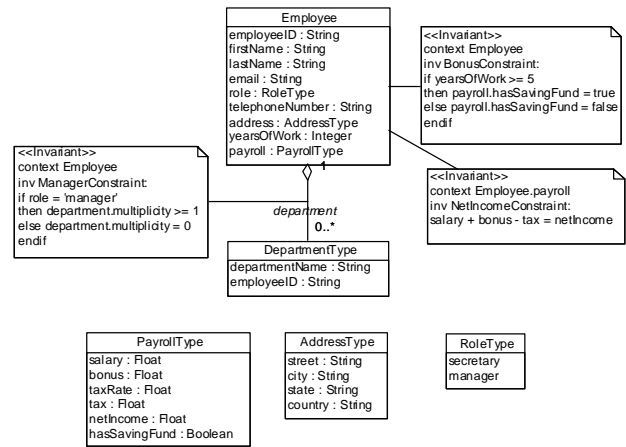 Employee
employeeID : String
firstName : String
lastName : String
email : String
role : RoleType
telephoneNumber : String
address : AddressType
yearsOfWork : Integer
payroll : PayrollType
<<Invariant>>
context Employee
inv BonusConstraint:
if yearsOfWork >= 5
then payroll.hasSavingFund = true
else payroll.hasSavingFund = false
endif
<<Invariant>>
context Employee
inv ManagerConstraint:
if role = 'manager'
then department.multiplicity >= 1
else department.multiplicity = 0
endif
1
department
0..*
<<Invariant>>
context Employee.payroll
inv NetIncomeConstraint:
salary + bonus - tax = netIncome
DepartmentType
departmentName : String
employeeID : String
PayrollType
salary : Float
bonus : Float
taxRate : Float
tax : Float
netIncome : Float
hasSavingFund : Boolean
AddressType
street : String
city : String
state : String
country : String
RoleType
secretary
manager